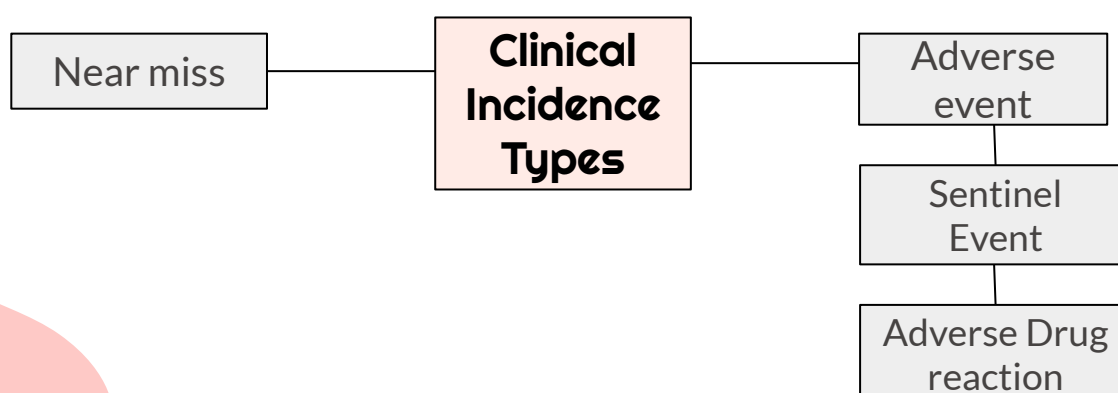 Near miss
Clinical
Incidence
Types
Adverse
event
Sentinel
Event
Adverse Drug
reaction